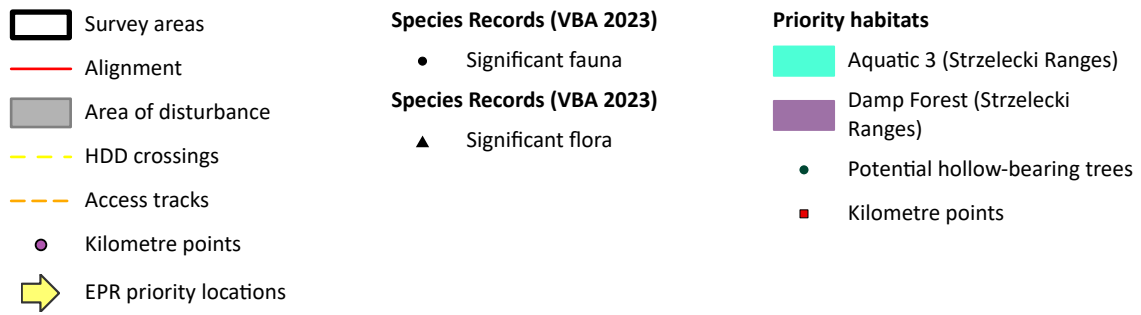 Survey areas
Alignment
Area of disturbance
HDD crossings
Access tracks
Kilometre points
EPR priority locations
Species Records (VBA 2023)
Significant fauna
Species Records (VBA 2023)
Significant flora
Priority habitats
Aquatic 3 (Strzelecki Ranges)
Damp Forest (Strzelecki
Ranges)
Potential hollow-bearing trees
Kilometre points